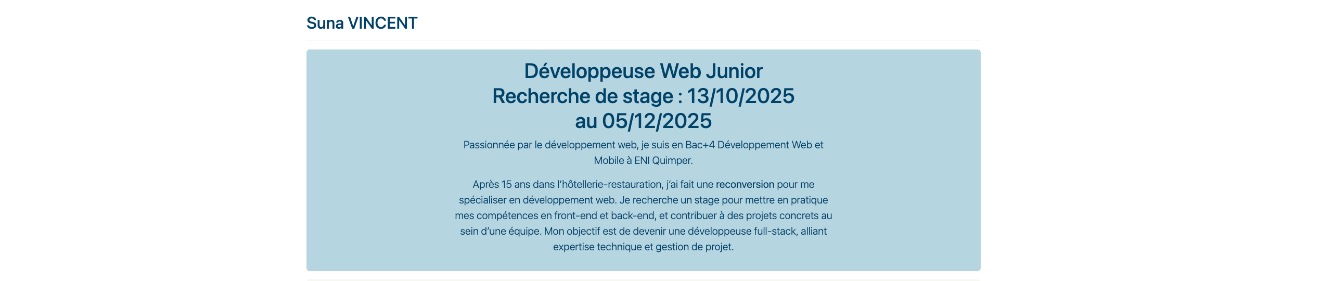 Suna VINCENT
Développeuse Web Junior
Recherche de stage : 13/10/2025
au 05/12/2025
Passionnée par le développement web, je suis en Bac+4 Développement Web et
Mobile à ENI Quimper.
Après 15 ans dans l'hôtellerie-restauration, j'ai fait une reconversion pour me
spécialiser en développement web. Je recherche un stage pour mettre en pratique
mes compétences en front-end et back-end, et contribuer à des projets concrets au
sein d'une équipe. Mon objectif est de devenir une développeuse full-stack, alliant
expertise technique et gestion de projet.